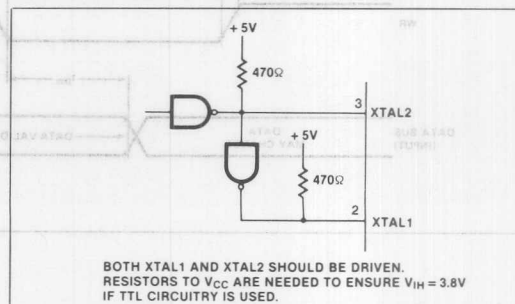 + 5V
470Ω
3
XTAL2
+ 5V
470Ω
2
XTAL1
BOTH XTAL1 AND XTAL2 SHOULD BE DRIVEN.
RESISTORS TO VCC ARE NEEDED TO ENSURE VIH = 3.8V
IF TTL CIRCUITRY IS USED.